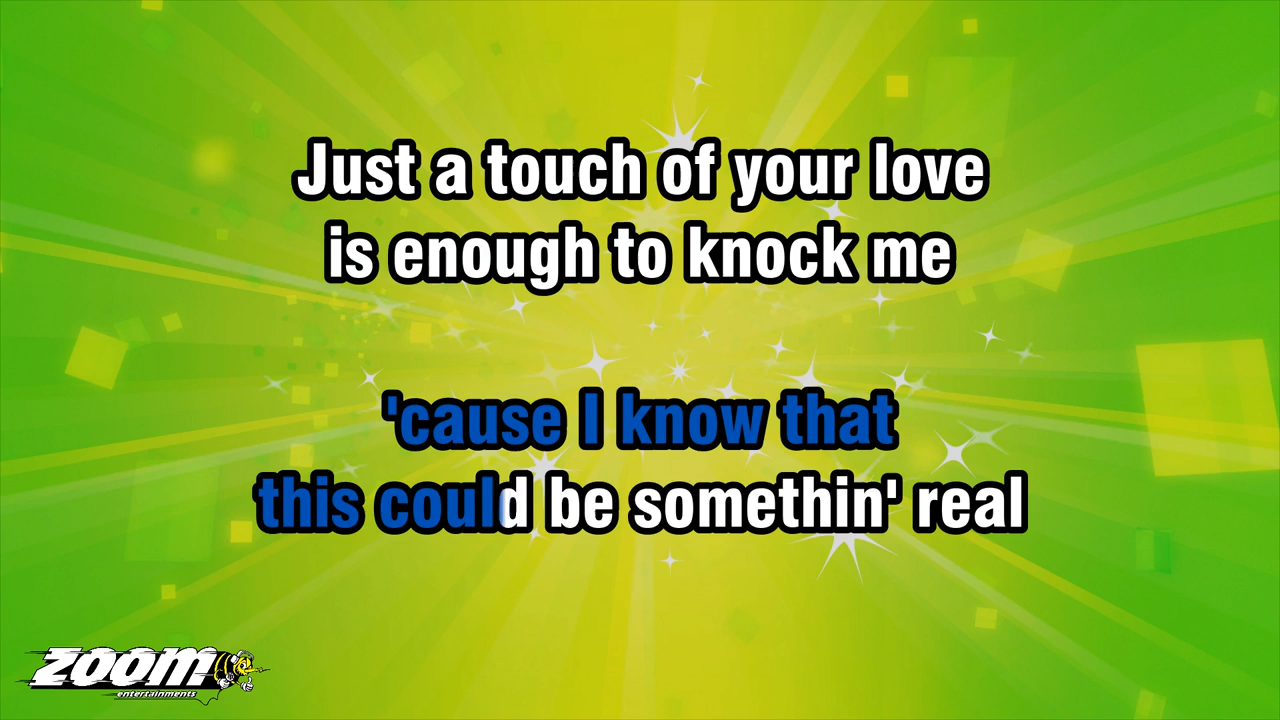 Just a touch of your love
is enough to knock me
'cause I know that
this could be somethin' real
zoom
entertainments